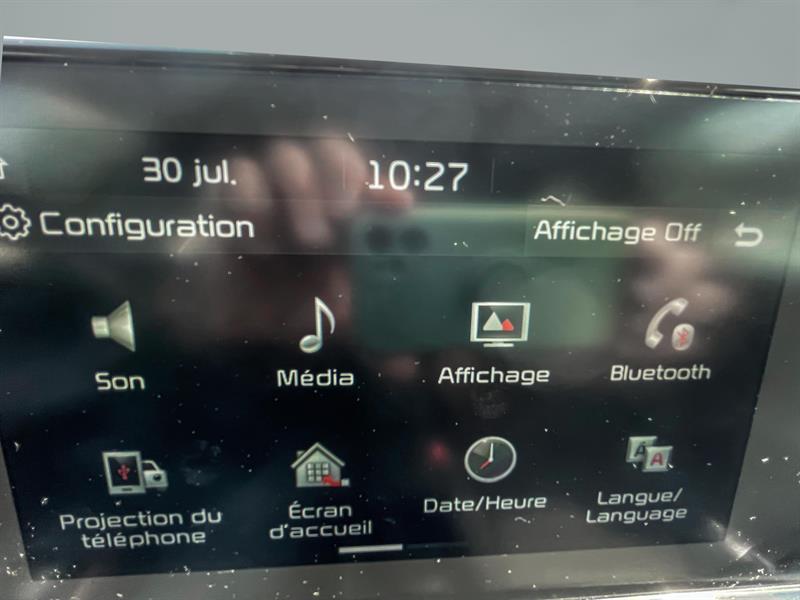 30 jul. 10:27
Configuration Affichage Off
Son Média Affichage Bluetooth
Projection du
téléphone
Écran
d'accueil
Date/Heure
Langue/
Language